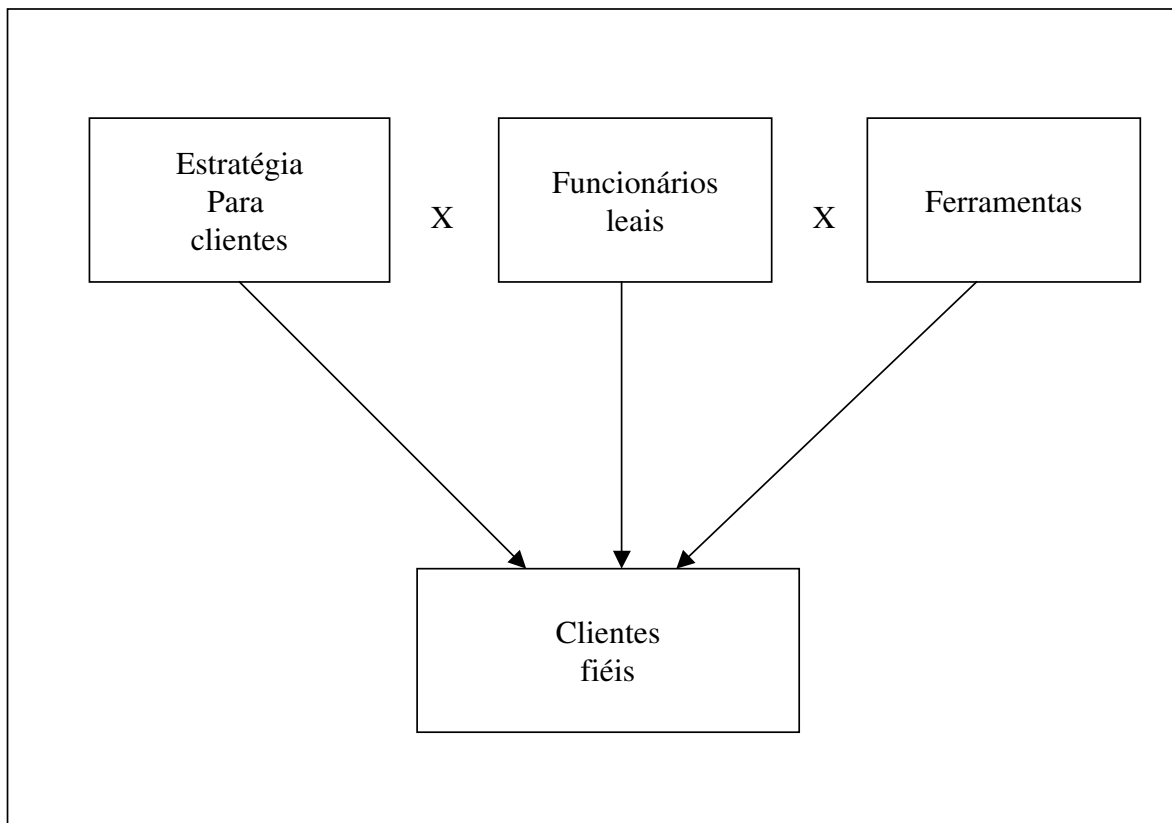 Estratégia
Para
clientes
X
Funcionários
leais
X
Ferramentas
Clientes
fiéis